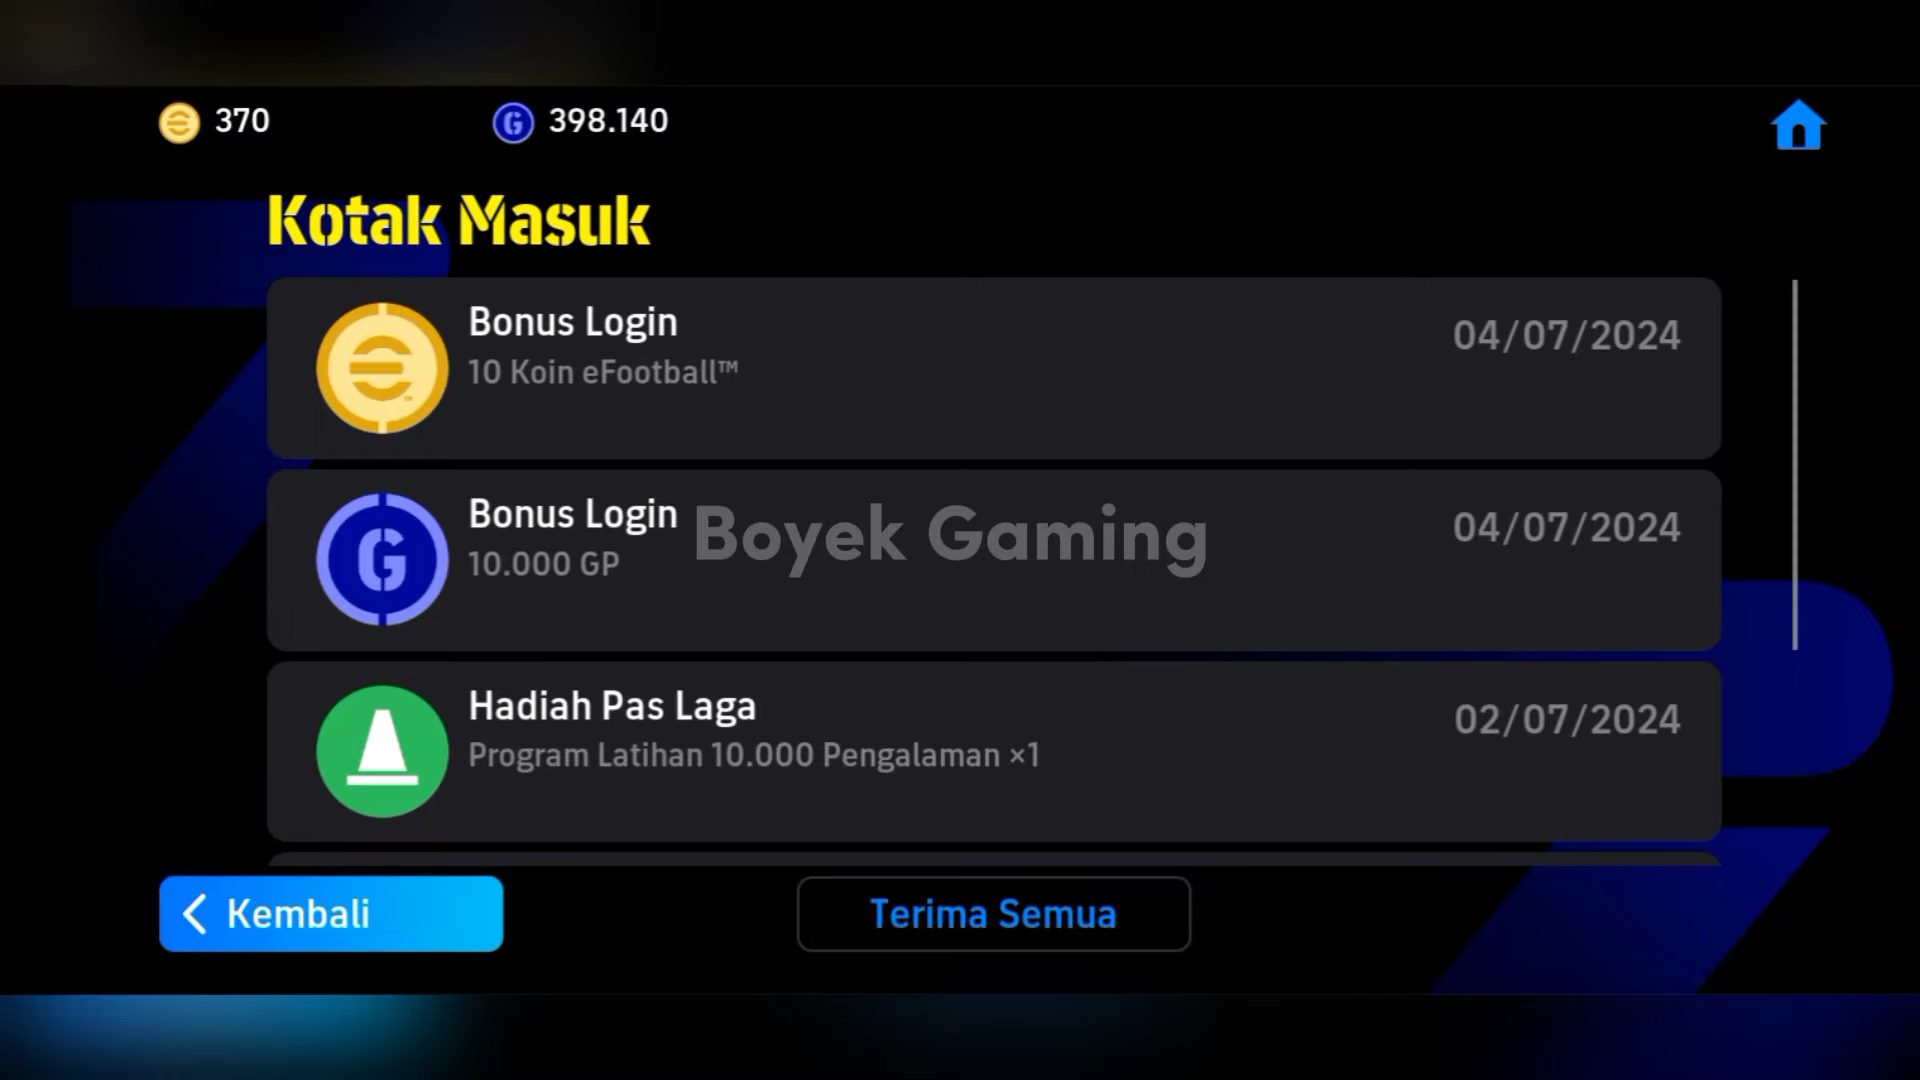 370
398.140
Kotak Masuk
Bonus Login
04/07/2024
10 Koin eFootball™
Bonus Login
04/07/2024
10.000 GP
Boyek Gaming
Hadiah Pas Laga
02/07/2024
Program Latihan 10.000 Pengalaman ×1
Kembali
Terima Semua